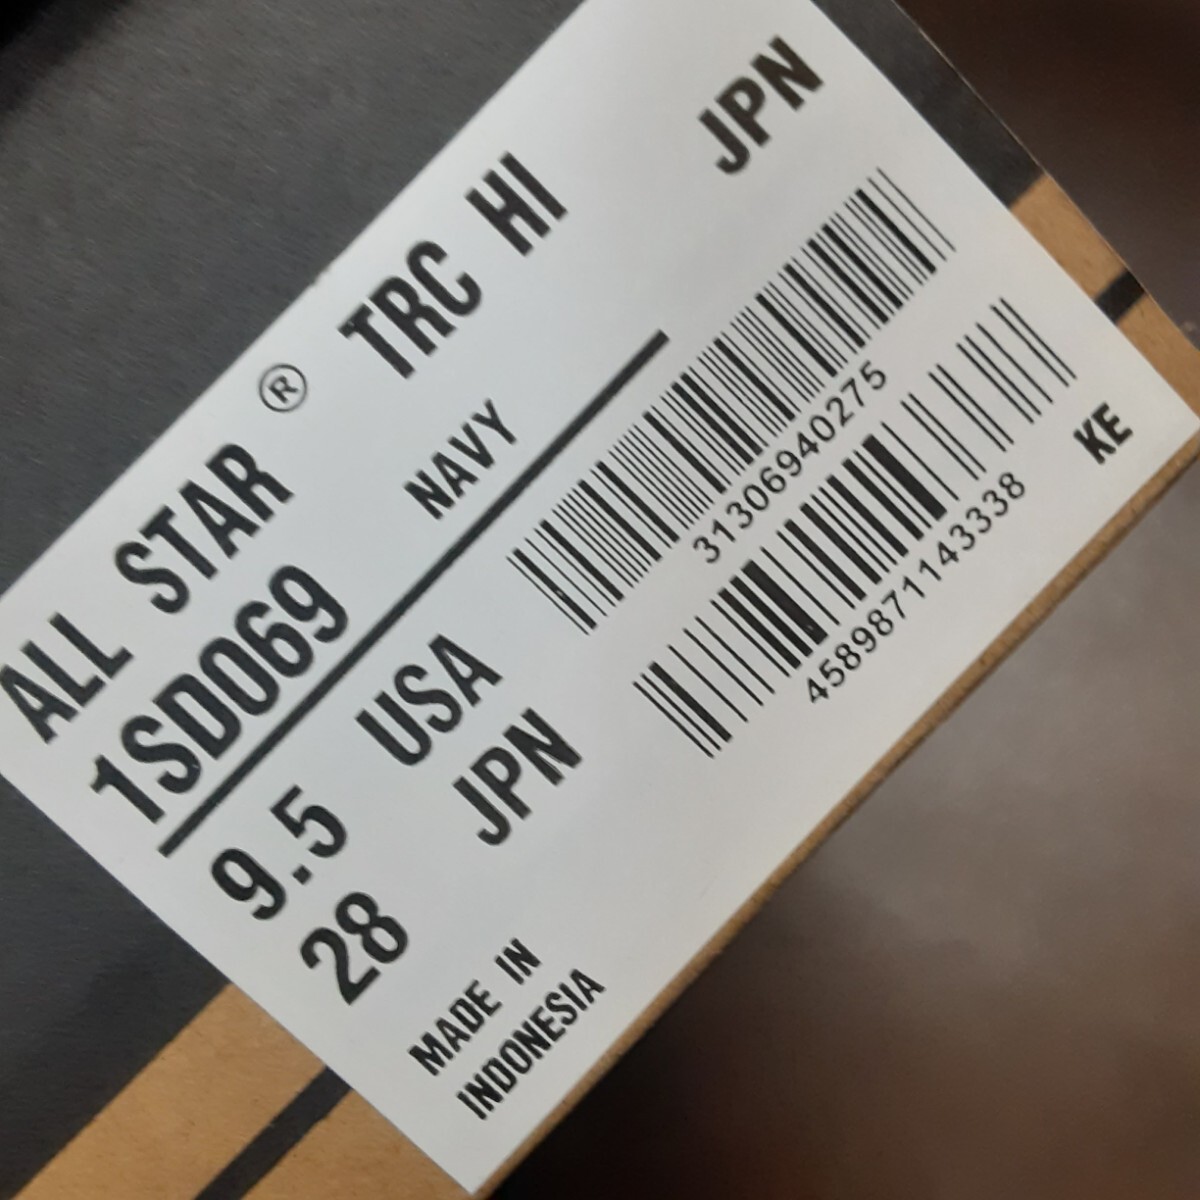 ALL STAR ® TRC HI JPN
1SD069 NAVY
31306940275
9.5 USA
28 JPN
4589871143338
KE
MADE IN
INDONESIA